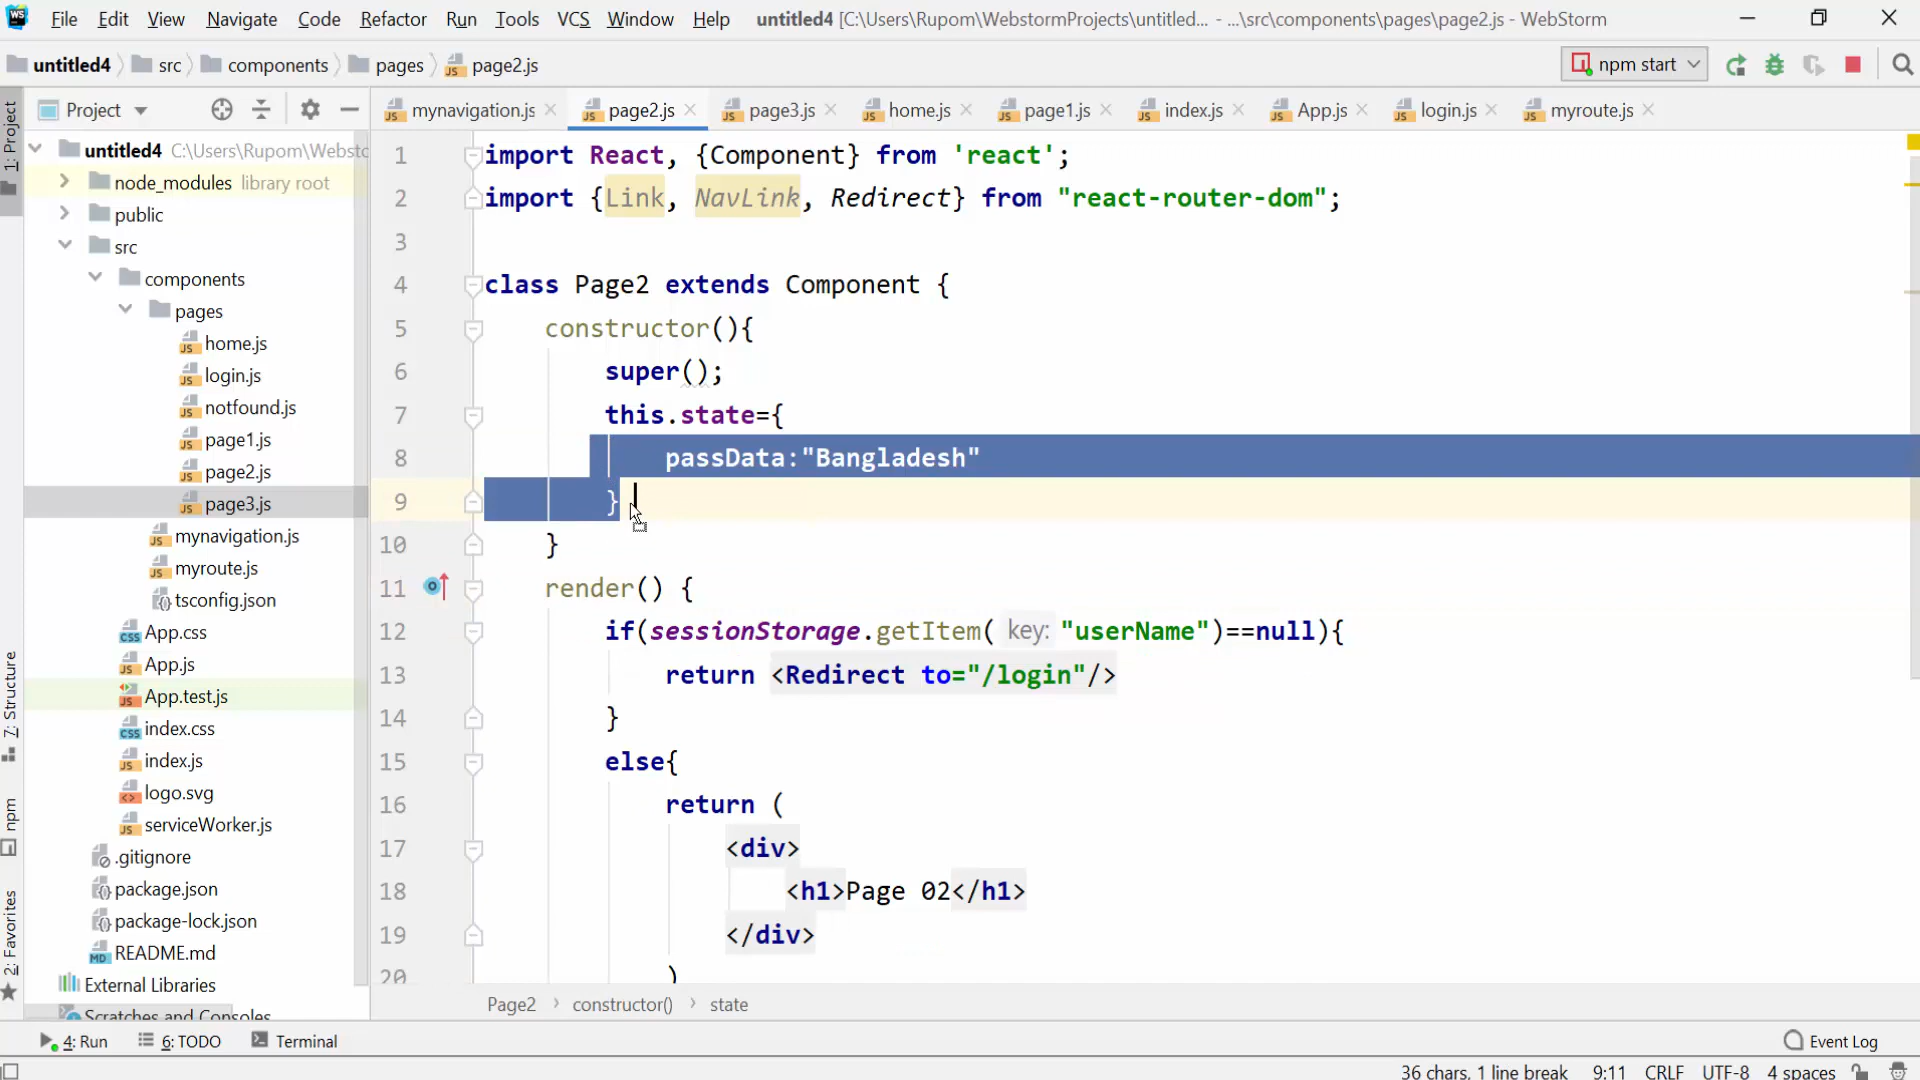 WS File Edit View Navigate Code Refactor Run Tools VCS Window Help untitled4 [C:\Users\Rupom\WebstormProjects\untitled... - ...\src\components\pages\page2.js - WebStorm
untitled4 src components pages page2.js npm start
Project mynavigation.js page2.js page3.js home.js page1.js index.js App.js login.js myroute.js
1: Project
7: Structure
npm
2: Favorites
untitled4 C:\Users\Rupom\Webstc
node_modules library root
public
src
components
pages
home.js
login.js
notfound.js
page1.js
page2.js
page3.js
mynavigation.js
myroute.js
tsconfig.json
App.css
App.js
App.test.js
index.css
index.js
logo.svg
serviceWorker.js
.gitignore
package.json
package-lock.json
README.md
External Libraries
Scratches and Consoles
1 import React, {Component} from 'react';
2 import {Link, NavLink, Redirect} from "react-router-dom";
3
4 class Page2 extends Component {
5 constructor(){
6 super();
7 this.state={
8 passData:"Bangladesh"
9 }
10 }
11 render() {
12 if(sessionStorage.getItem( key: "userName")==null){
13 return <Redirect to="/login"/>
14 }
15 else{
16 return (
17 <div>
18 <h1>Page 02</h1>
19 </div>
20 )
Page2 constructor() state
4: Run 6: TODO Terminal Event Log
36 chars, 1 line break 9:11 CRLF UTF-8 4 spaces